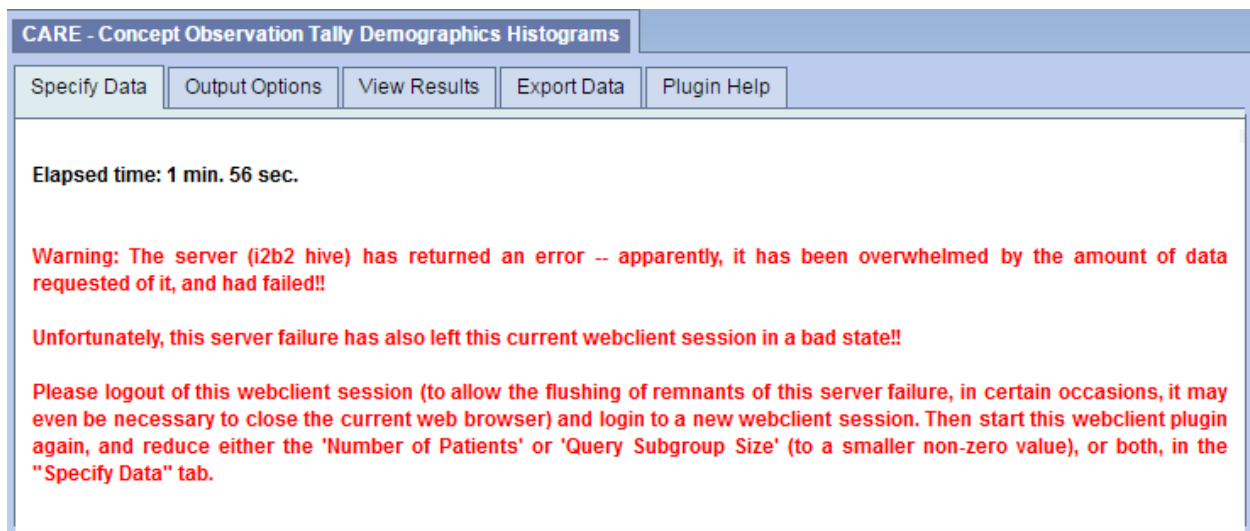 CARE - Concept Observation Tally Demographics Histograms
Specify Data Output Options View Results Export Data Plugin Help
Elapsed time: 1 min. 56 sec.
Warning: The server (i2b2 hive) has returned an error -- apparently, it has been overwhelmed by the amount of data
requested of it, and had failed!!
Unfortunately, this server failure has also left this current webclient session in a bad state!!
Please logout of this webclient session (to allow the flushing of remnants of this server failure, in certain occasions, it may
even be necessary to close the current web browser) and login to a new webclient session. Then start this webclient plugin
again, and reduce either the 'Number of Patients' or 'Query Subgroup Size' (to a smaller non-zero value), or both, in the
"Specify Data" tab.